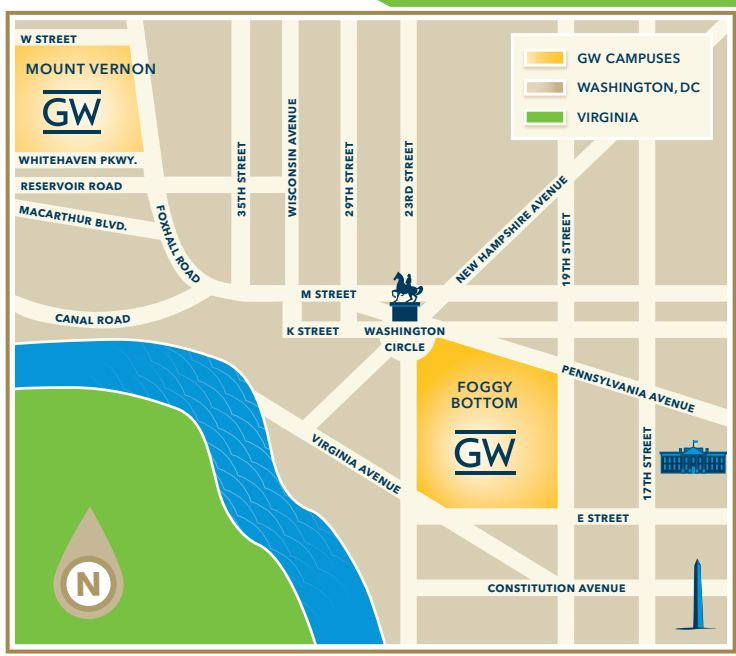 W STREET
MOUNT VERNON
GW
WHITEHAVEN PKWY.
RESERVOIR ROAD
MACARTHUR BLVD.
FOXHALL ROAD
CANAL ROAD
35TH STREET
WISCONSIN AVENUE
29TH STREET
23RD STREET
GW CAMPUSES
WASHINGTON, DC
VIRGINIA
NEW HAMPSHIRE AVENUE
19TH STREET
M STREET
K STREET
WASHINGTON
CIRCLE
PENNSYLVANIA AVENUE
FOGGY
BOTTOM
GW
VIRGINIA AVENUE
17TH STREET
E STREET
CONSTITUTION AVENUE
N